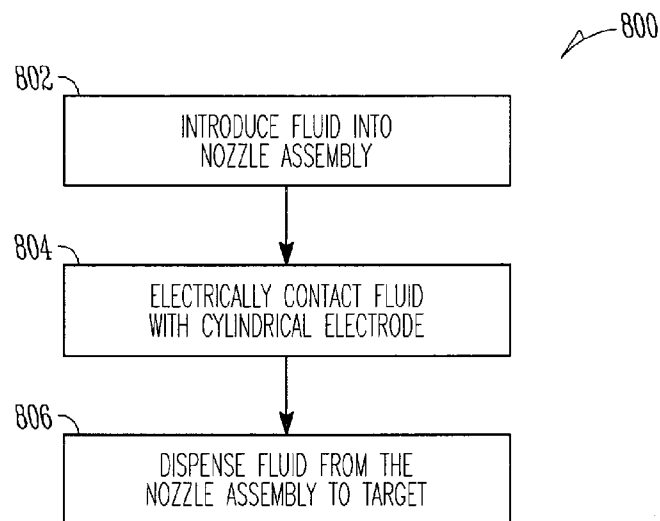 800
802
INTRODUCE FLUID INTO
NOZZLE ASSEMBLY
804
ELECTRICALLY CONTACT FLUID
WITH CYLINDRICAL ELECTRODE
806
DISPENSE FLUID FROM THE
NOZZLE ASSEMBLY TO TARGET